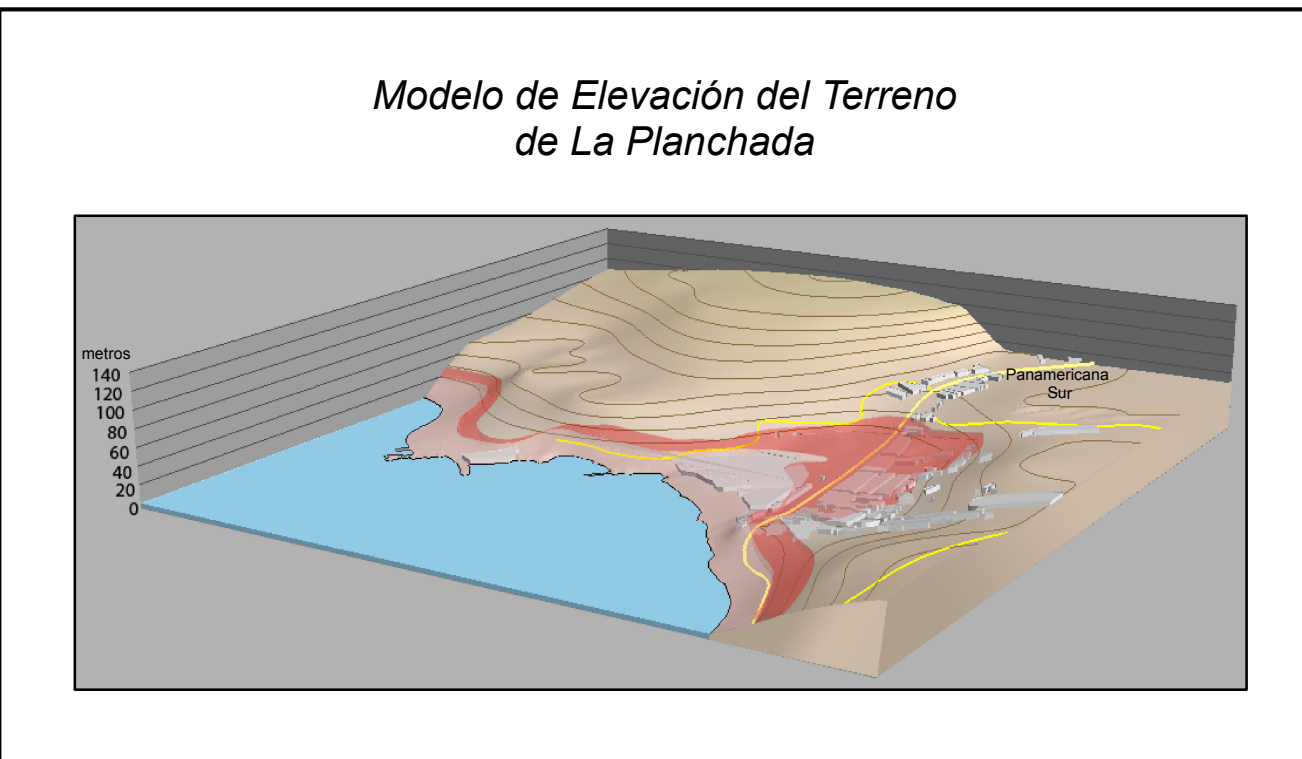 Modelo de Elevación del Terreno
de La Planchada
metros
140
120
100
80
60
40
20
0
Panamericana
Sur